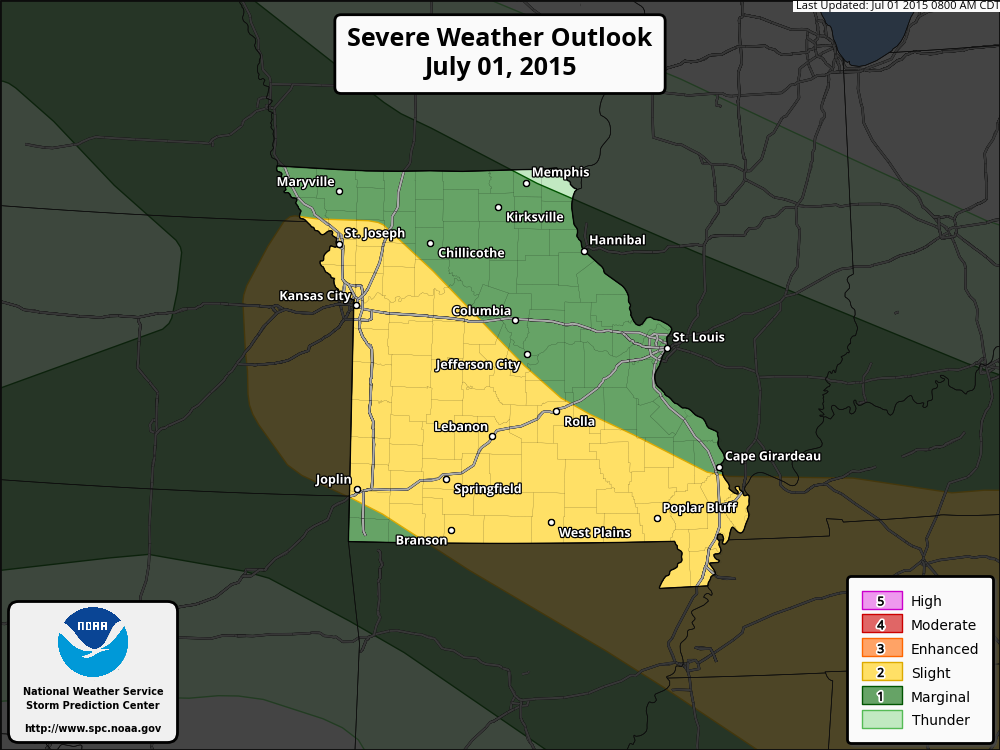 Last Updated: Jul 01 2015 0800 AM CDT
Severe Weather Outlook
July 01, 2015
Memphis
Maryville
Kirksville
St. Joseph
Hannibal
Chillicothe
Kansas City
Columbia
St. Louis
Jefferson City
Rolla
Lebanon
Cape Girardeau
Joplin
Springfield
Poplar Bluff
West Plains
Branson
5 High
4 Moderate
3 Enhanced
2 Slight
1 Marginal
Thunder
NOAA
National Weather Service
Storm Prediction Center
http://www.spc.noaa.gov